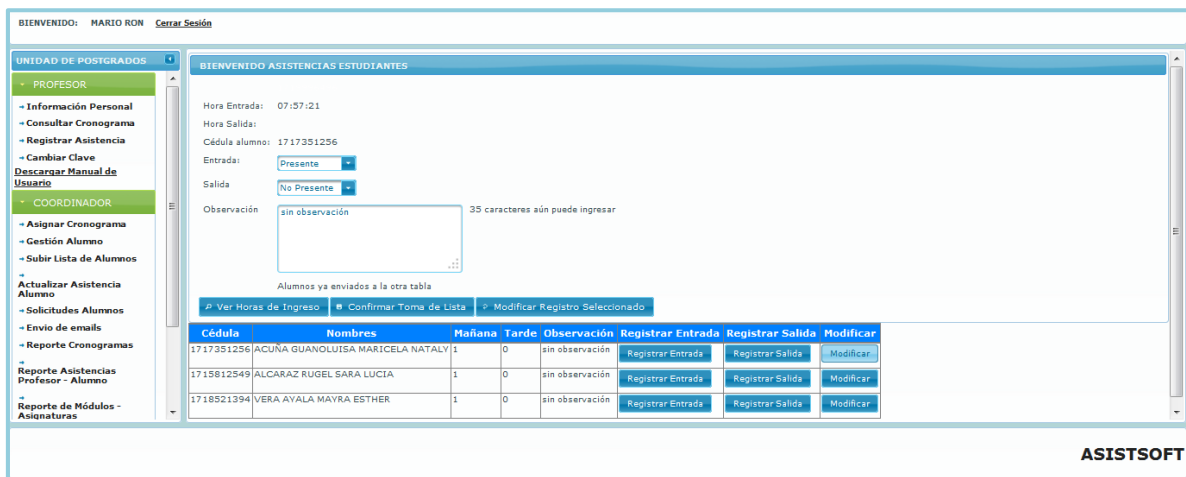 BIENVENIDO: MARIO RON Cerrar Sesión
UNIDAD DE POSTGRADOS
PROFESOR
Información Personal
Consultar Cronograma
Registrar Asistencia
Cambiar Clave
Descargar Manual de
Usuario
COORDINADOR
Asignar Cronograma
Gestión Alumno
Subir Lista de Alumnos
Actualizar Asistencia
Alumno
Solicitudes Alumnos
Envio de emails
Reporte Cronogramas
Reporte Asistencias
Profesor - Alumno
Reporte de Módulos -
Asignaturas
BIENVENIDO ASISTENCIAS ESTUDIANTES
Hora Entrada: 07:57:21
Hora Salida:
Cédula alumno: 1717351256
Entrada: Presente
Salida No Presente
Observación sin observación 35 caracteres aún puede ingresar
Alumnos ya enviados a la otra tabla
Ver Horas de Ingreso Confirmar Toma de Lista Modificar Registro Seleccionado
Cédula Nombres Mañana Tarde Observación Registrar Entrada Registrar Salida Modificar
1717351256 ACUÑA GUANOLUISA MARICELA NATALY 1 0 sin observación Registrar Entrada Registrar Salida Modificar
1715812549 ALCARAZ RUGEL SARA LUCIA 1 0 sin observación Registrar Entrada Registrar Salida Modificar
1718521394 VERA AYALA MAYRA ESTHER 1 0 sin observación Registrar Entrada Registrar Salida Modificar
ASISTSOFT